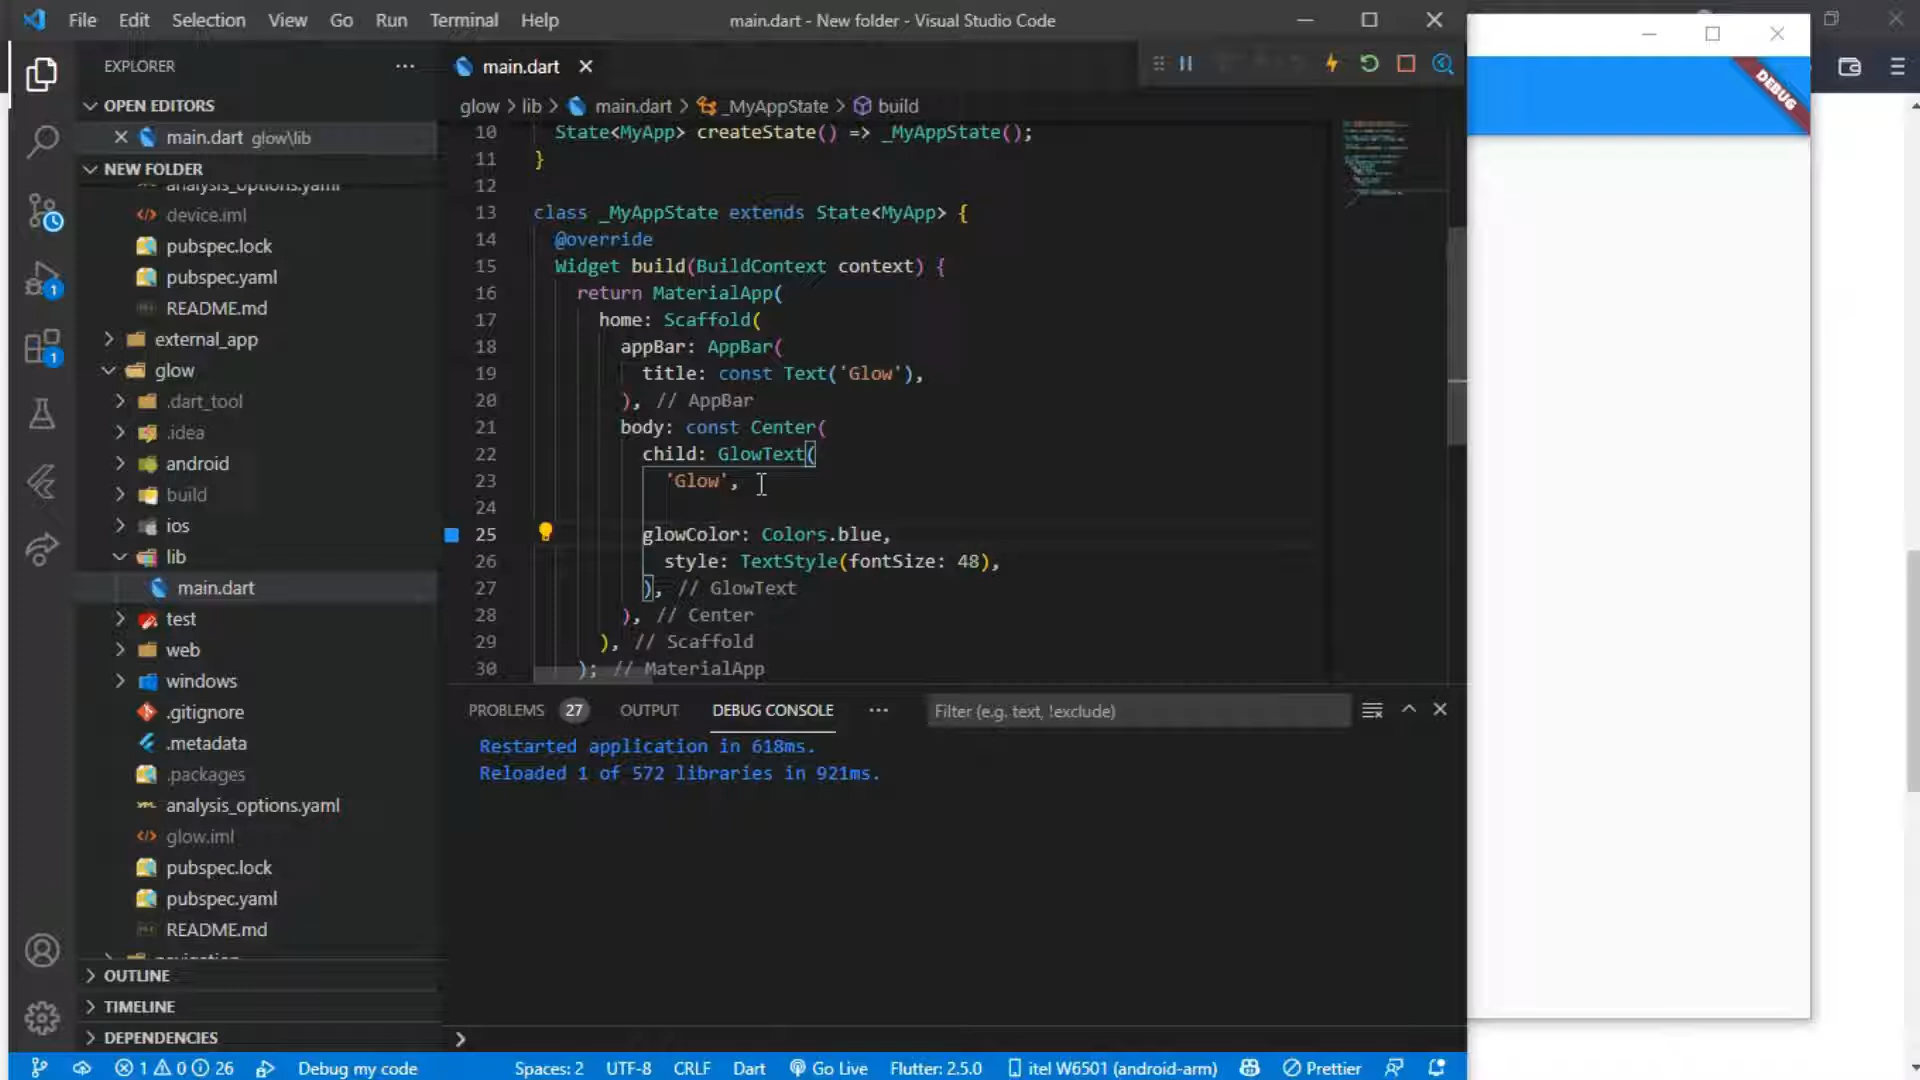 File Edit Selection View Go Run Terminal Help
main.dart - New folder - Visual Studio Code
EXPLORER
OPEN EDITORS
main.dart glow\lib
NEW FOLDER
analysis_options.yaml
device.iml
pubspec.lock
pubspec.yaml
README.md
external_app
glow
.dart_tool
.idea
android
build
ios
lib
main.dart
test
web
windows
.gitignore
.metadata
.packages
analysis_options.yaml
glow.iml
pubspec.lock
pubspec.yaml
README.md
OUTLINE
TIMELINE
DEPENDENCIES
1
1
main.dart
glow > lib > main.dart > _MyAppState > build
10 State<MyApp> createState() => _MyAppState();
11 }
12
13 class _MyAppState extends State<MyApp> {
14 @override
15 Widget build(BuildContext context) {
16 return MaterialApp(
17 home: Scaffold(
18 appBar: AppBar(
19 title: const Text('Glow'),
20 ), // AppBar
21 body: const Center(
22 child: GlowText(
23 'Glow',
24
25 glowColor: Colors.blue,
26 style: TextStyle(fontSize: 48),
27 ), // GlowText
28 ), // Center
29 ), // Scaffold
30 ); // MaterialApp
PROBLEMS 27 OUTPUT DEBUG CONSOLE
Filter (e.g. text, !exclude)
Restarted application in 618ms.
Reloaded 1 of 572 libraries in 921ms.
1 0 26 Debug my code
Spaces: 2 UTF-8 CRLF Dart Go Live Flutter: 2.5.0 itel W6501 (android-arm) Prettier
DEBUG